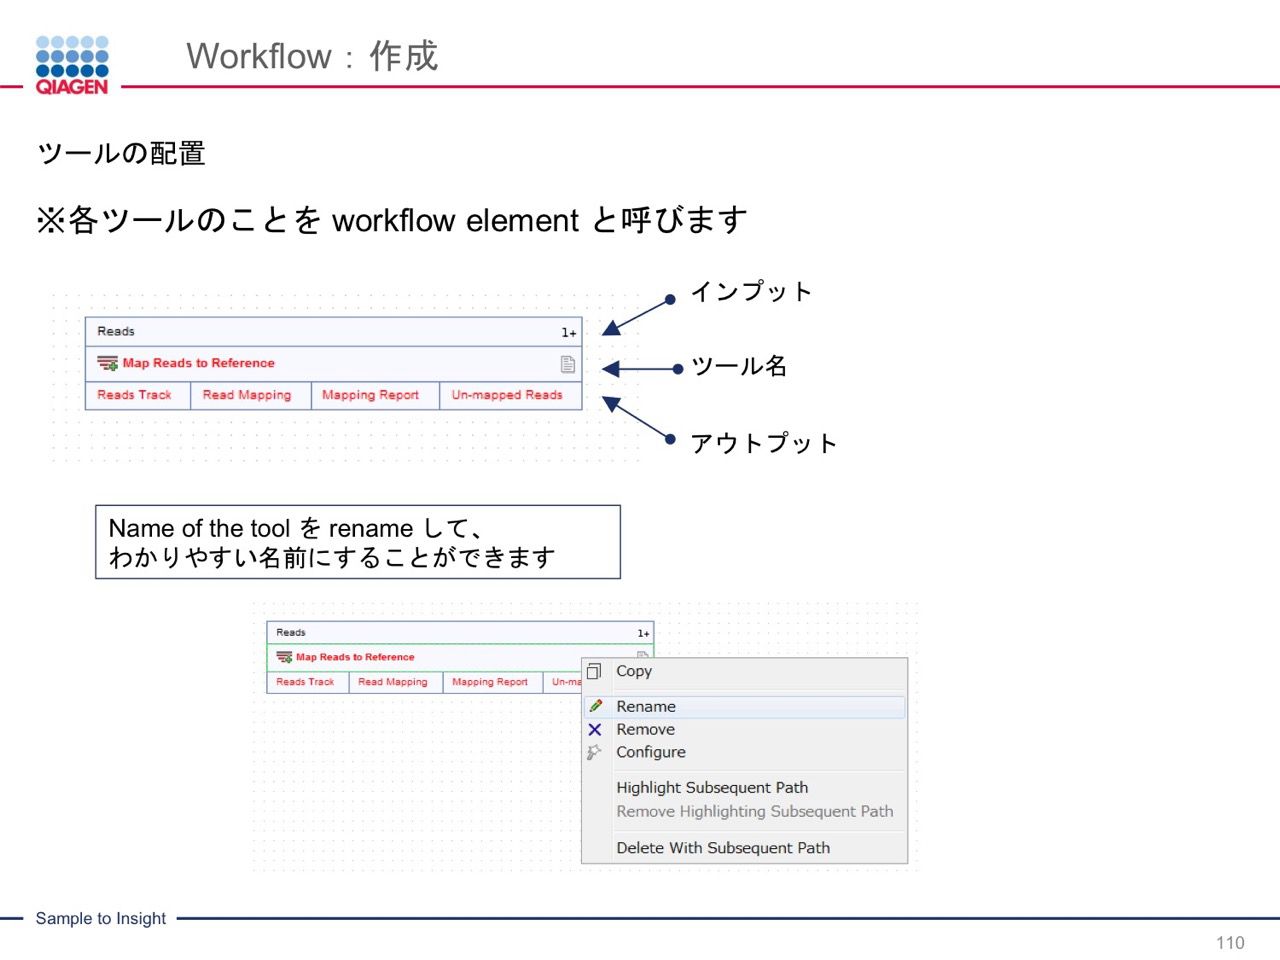 QIAGEN
Workflow：作成
ツールの配置
※各ツールのことを workflow element と呼びます
インプット
Reads 1+
Map Reads to Reference
ツール名
Reads Track Read Mapping Mapping Report Un-mapped Reads
アウトプット
Name of the tool を rename して、
わかりやすい名前にすることができます
Reads 1+
Map Reads to Reference
Reads Track Read Mapping Mapping Report Un-ma
Copy
Rename
Remove
Configure
Highlight Subsequent Path
Remove Highlighting Subsequent Path
Delete With Subsequent Path
Sample to Insight
110